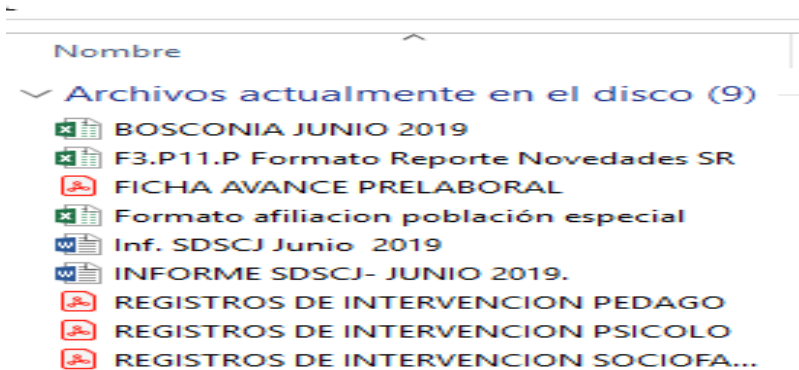 Nombre
Archivos actualmente en el disco (9)
BOSCONIA JUNIO 2019
F3.P11.P Formato Reporte Novedades SR
FICHA AVANCE PRELABORAL
Formato afiliacion población especial
Inf. SDSCJ Junio 2019
INFORME SDSCJ- JUNIO 2019.
REGISTROS DE INTERVENCION PEDAGO
REGISTROS DE INTERVENCION PSICOLO
REGISTROS DE INTERVENCION SOCIOFA...